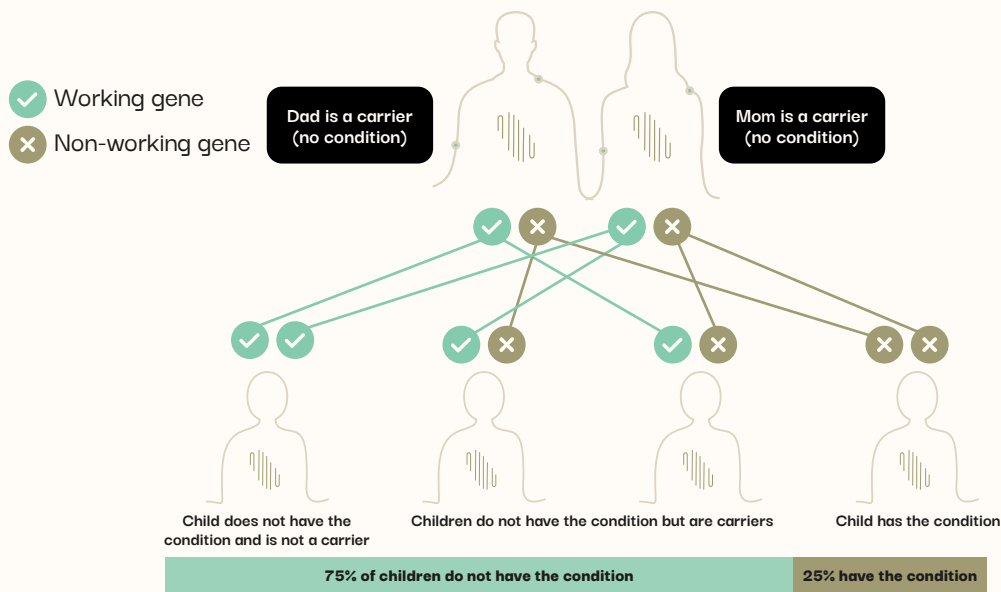 Working gene
Non-working gene
Dad is a carrier
(no condition)
Mom is a carrier
(no condition)
Child does not have the
condition and is not a carrier
Children do not have the condition but are carriers
Child has the condition
75% of children do not have the condition
25% have the condition